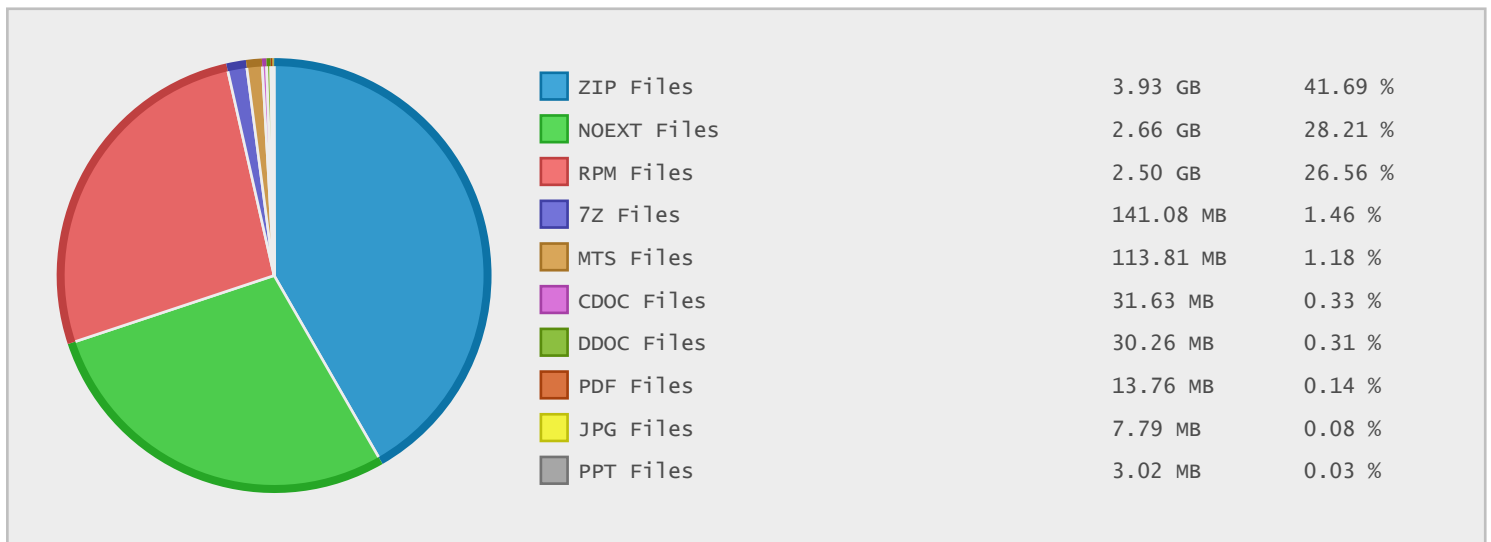 ZIP Files 3.93 GB 41.69 %
NOEXT Files 2.66 GB 28.21 %
RPM Files 2.50 GB 26.56 %
7Z Files 141.08 MB 1.46 %
MTS Files 113.81 MB 1.18 %
CDOC Files 31.63 MB 0.33 %
DDOC Files 30.26 MB 0.31 %
PDF Files 13.76 MB 0.14 %
JPG Files 7.79 MB 0.08 %
PPT Files 3.02 MB 0.03 %